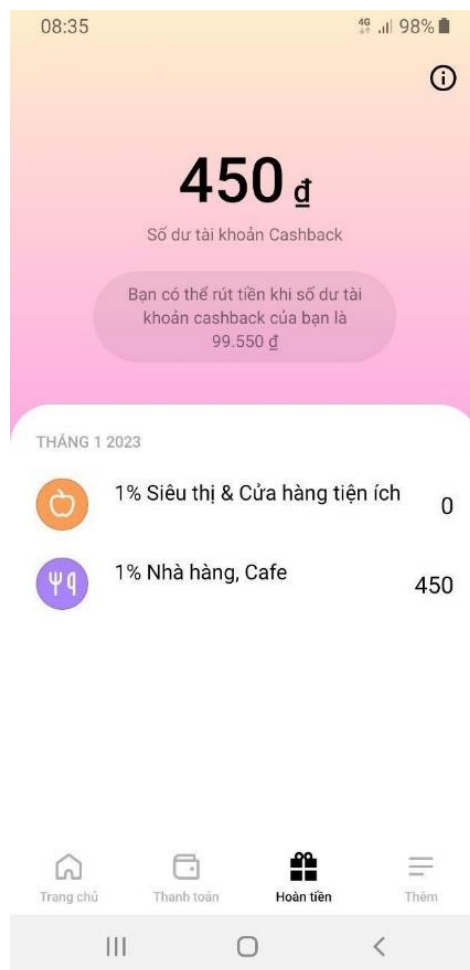 08:35
4G 98%
450 ₫
Số dư tài khoản Cashback
Bạn có thể rút tiền khi số dư tài
khoản cashback của bạn là
99.550 ₫
THÁNG 1 2023
1% Siêu thị & Cửa hàng tiện ích 0
1% Nhà hàng, Cafe 450
Trang chủ Thanh toán Hoàn tiền Thêm